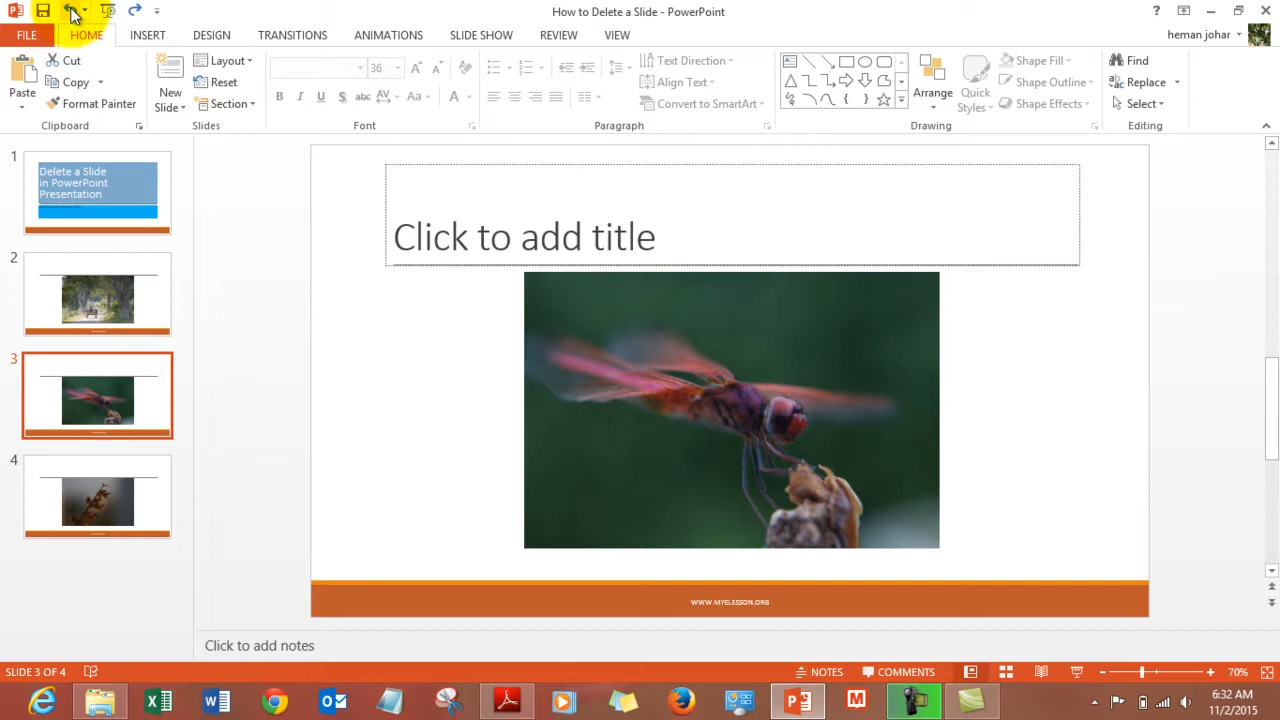 How to Delete a Slide - PowerPoint
?
FILE HOME INSERT DESIGN TRANSITIONS ANIMATIONS SLIDE SHOW REVIEW VIEW heman johar
Paste
Cut
Copy
Format Painter
Clipboard
New
Slide
Layout
Reset
Section
Slides
36
B I U S abc AV Aa A
Font
Text Direction
Align Text
Convert to SmartArt
Paragraph
Arrange
Quick
Styles
Shape Fill
Shape Outline
Shape Effects
Drawing
Find
Replace
Select
Editing
1
Delete a Slide
in PowerPoint
Presentation
2
3
4
Click to add title
WWW.MYELESSON.ORG
Click to add notes
SLIDE 3 OF 4 NOTES COMMENTS 70%
6:32 AM
11/2/2015